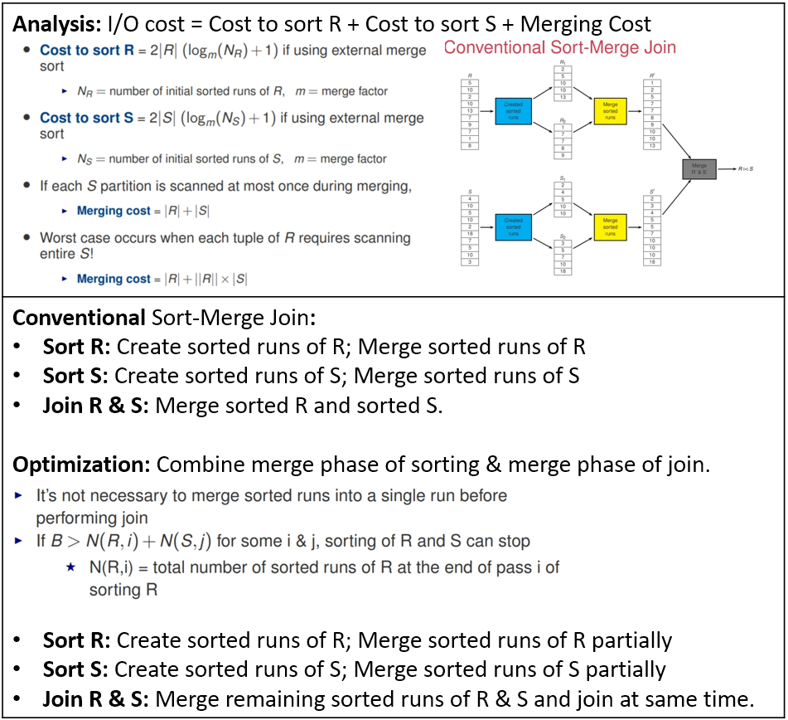 Analysis: I/O cost = Cost to sort R + Cost to sort S + Merging Cost
• Cost to sort R = 2|R| (logₘ(N_R) + 1) if using external merge
sort
▸ N_R = number of initial sorted runs of R, m = merge factor
• Cost to sort S = 2|S| (logₘ(N_S) + 1) if using external merge
sort
▸ N_S = number of initial sorted runs of S, m = merge factor
• If each S partition is scanned at most once during merging,
▸ Merging cost = |R| + |S|
• Worst case occurs when each tuple of R requires scanning
entire S!
▸ Merging cost = |R| + ||R|| × |S|
Conventional Sort-Merge Join
R
5
10
2
10
13
7
9
7
1
8
Created
sorted
runs
R₁
2
5
10
10
13
R₂
1
7
7
8
9
Merge
sorted
runs
R'
1
2
5
7
7
8
9
10
10
13
S
4
10
5
10
2
18
7
5
10
3
Created
sorted
runs
S₁
2
4
5
10
10
S₂
3
5
7
10
18
Merge
sorted
runs
S'
2
3
4
5
5
7
10
10
10
18
Merge
R' & S'
R ⋈ S
Conventional Sort-Merge Join:
• Sort R: Create sorted runs of R; Merge sorted runs of R
• Sort S: Create sorted runs of S; Merge sorted runs of S
• Join R & S: Merge sorted R and sorted S.
Optimization: Combine merge phase of sorting & merge phase of join.
▸ It's not necessary to merge sorted runs into a single run before
performing join
▸ If B > N(R, i) + N(S, j) for some i & j, sorting of R and S can stop
★ N(R,i) = total number of sorted runs of R at the end of pass i of
sorting R
• Sort R: Create sorted runs of R; Merge sorted runs of R partially
• Sort S: Create sorted runs of S; Merge sorted runs of S partially
• Join R & S: Merge remaining sorted runs of R & S and join at same time.